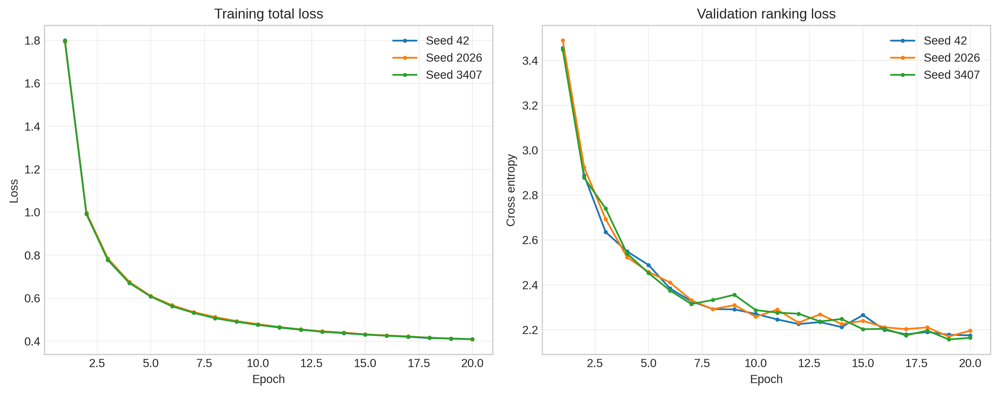 Training total loss
Loss
1.8
1.6
1.4
1.2
1.0
0.8
0.6
0.4
2.5
5.0
7.5
10.0
12.5
15.0
17.5
20.0
Epoch
Seed 42
Seed 2026
Seed 3407
Validation ranking loss
Cross entropy
3.4
3.2
3.0
2.8
2.6
2.4
2.2
2.5
5.0
7.5
10.0
12.5
15.0
17.5
20.0
Epoch
Seed 42
Seed 2026
Seed 3407